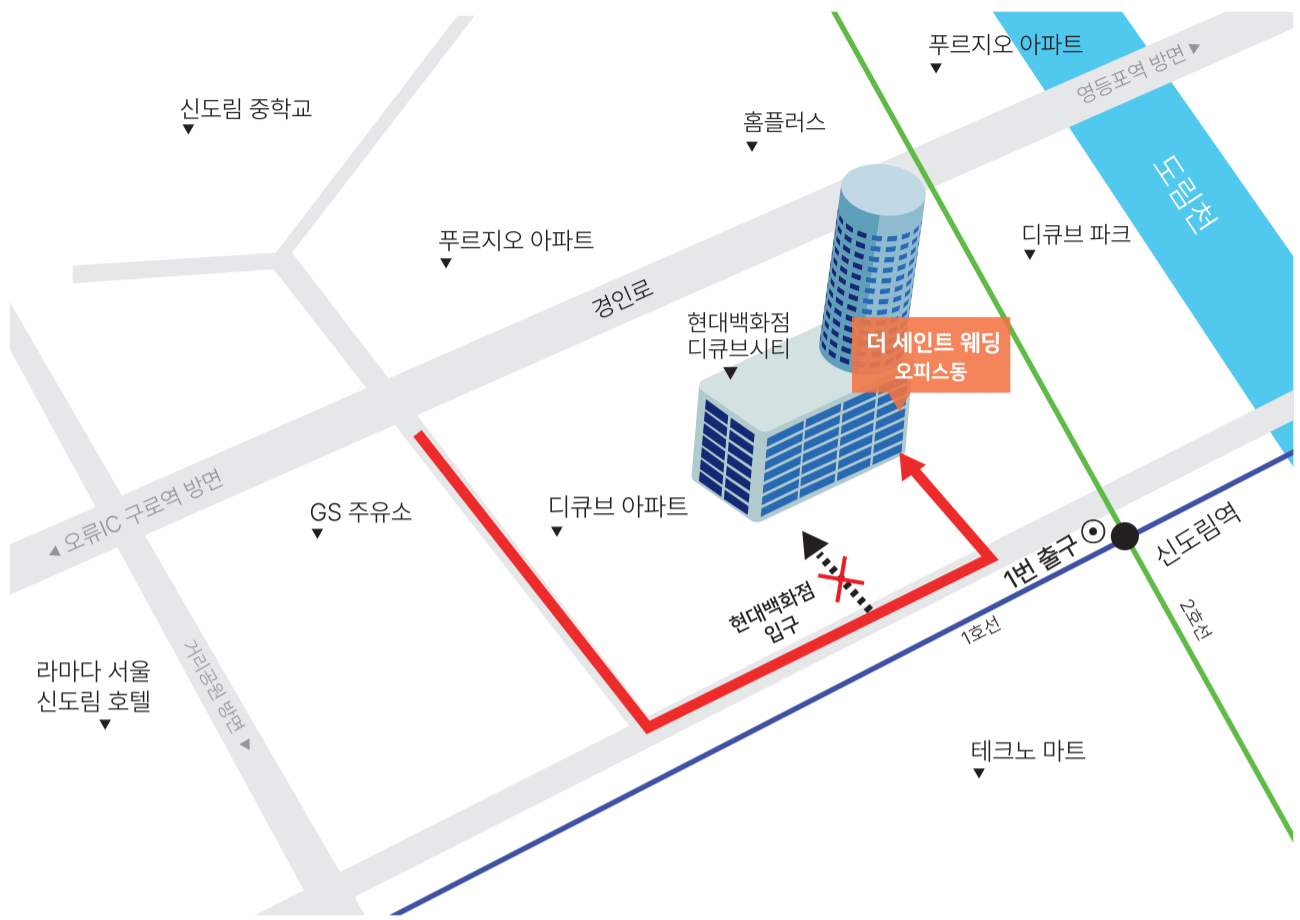 푸르지오 아파트
영등포역 방면 ▶
신도림 중학교
홈플러스
도림천
푸르지오 아파트
디큐브 파크
경인로
현대백화점
디큐브시티
더 세인트 웨딩
오피스동
◀ 오류IC 구로역 방면
GS 주유소
디큐브 아파트
1번 출구
신도림역
현대백화점
입구
1호선
2호선
라마다 서울
신도림 호텔
거리공원 방면 ▶
테크노 마트